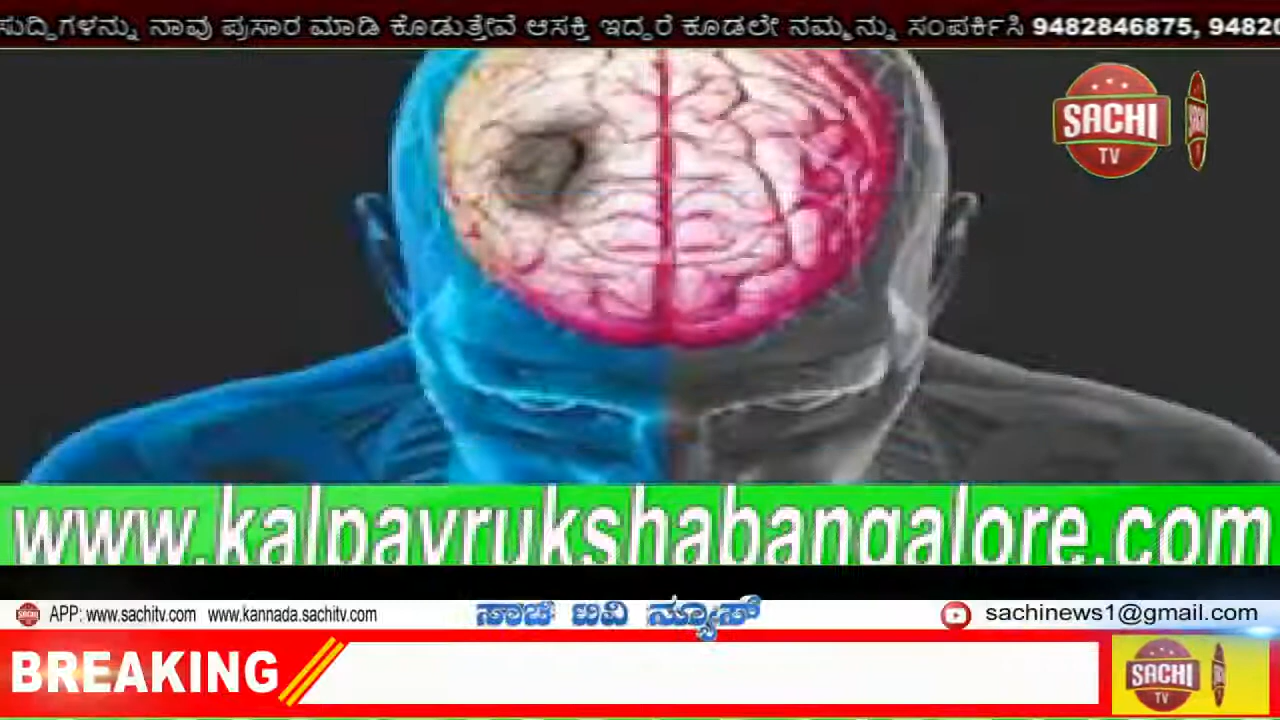 ಸುದ್ದಿಗಳನ್ನು ನಾವು ಪ್ರಸಾರ ಮಾಡಿ ಕೊಡುತ್ತೇವೆ ಆಸಕ್ತಿ ಇದ್ದರೆ ಕೂಡಲೇ ನಮ್ಮನ್ನು ಸಂಪರ್ಕಿಸಿ 9482846875,
SACHI
TV
www.kalpavrukshabangalore.com
APP: www.sachitv.com www.kannada.sachitv.com ಸಾಚಿ ಟಿವಿ ನ್ಯೂಸ್ sachinews1@gmail.com
BREAKING
SACHI
TV